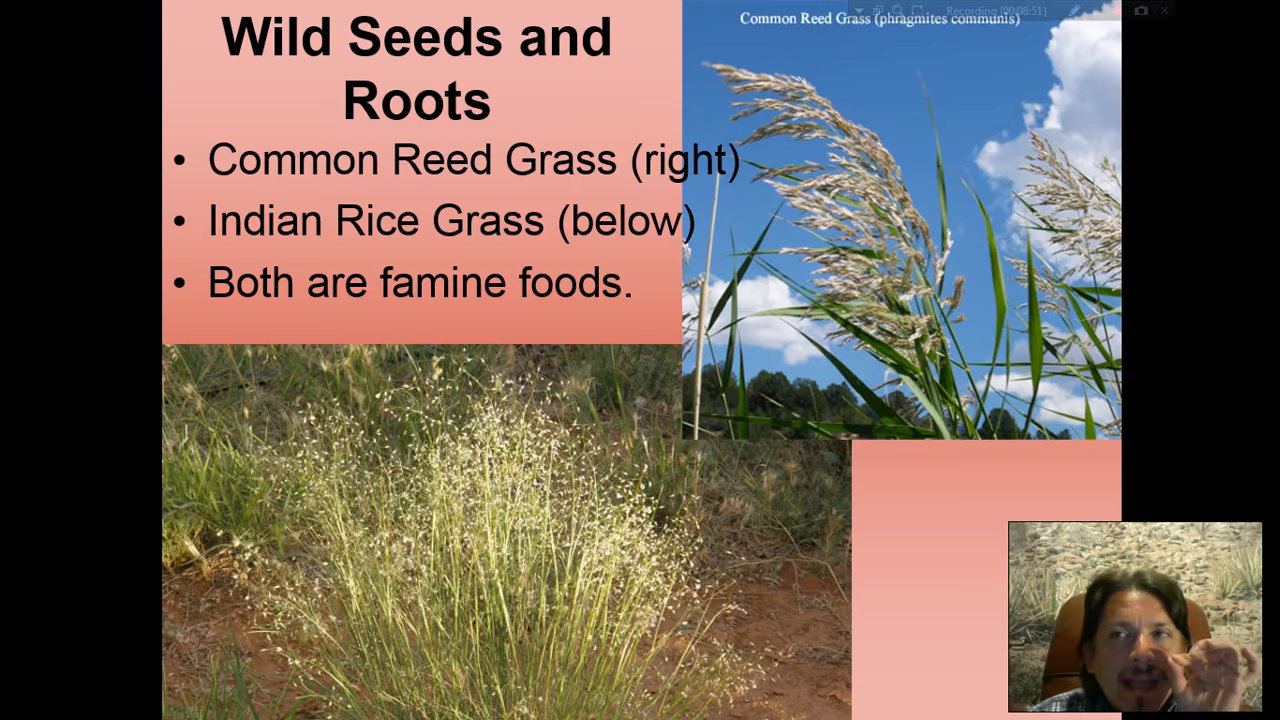 Recording [00:08:51]
Common Reed Grass (phragmites communis)
Wild Seeds and
Roots
• Common Reed Grass (right)
• Indian Rice Grass (below)
• Both are famine foods.